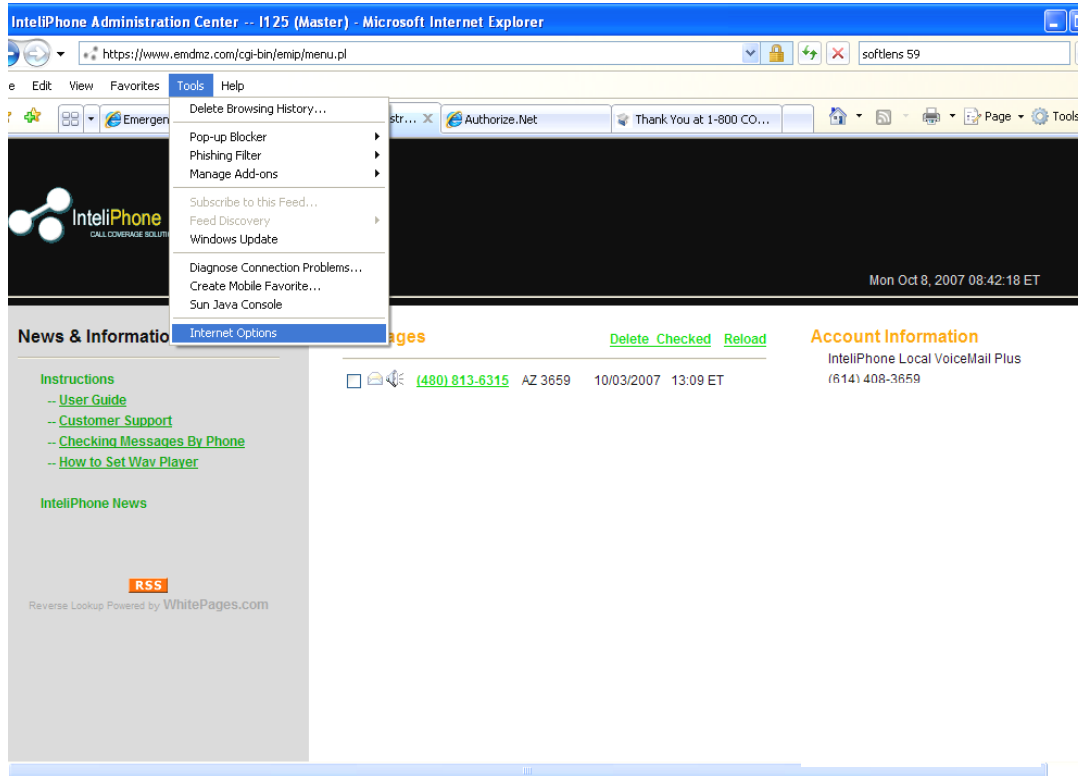 InteliPhone Administration Center -- I125 (Master) - Microsoft Internet Explorer
https://www.emdmz.com/cgi-bin/emip/menu.pl
softlens 59
e Edit View Favorites Tools Help
Emergen
str...
Authorize.Net
Thank You at 1-800 CO...
Page
Tools
Delete Browsing History...
Pop-up Blocker
Phishing Filter
Manage Add-ons
Subscribe to this Feed...
Feed Discovery
Windows Update
Diagnose Connection Problems...
Create Mobile Favorite...
Sun Java Console
Internet Options
InteliPhone
CALL COVERAGE SOLUTI
Mon Oct 8, 2007 08:42:18 ET
News & Informatio
Instructions
-- User Guide
-- Customer Support
-- Checking Messages By Phone
-- How to Set Wav Player
InteliPhone News
RSS
Reverse Lookup Powered by WhitePages.com
ages
Delete Checked Reload
(480) 813-6315 AZ 3659 10/03/2007 13:09 ET
Account Information
InteliPhone Local VoiceMail Plus
(614) 408-3659